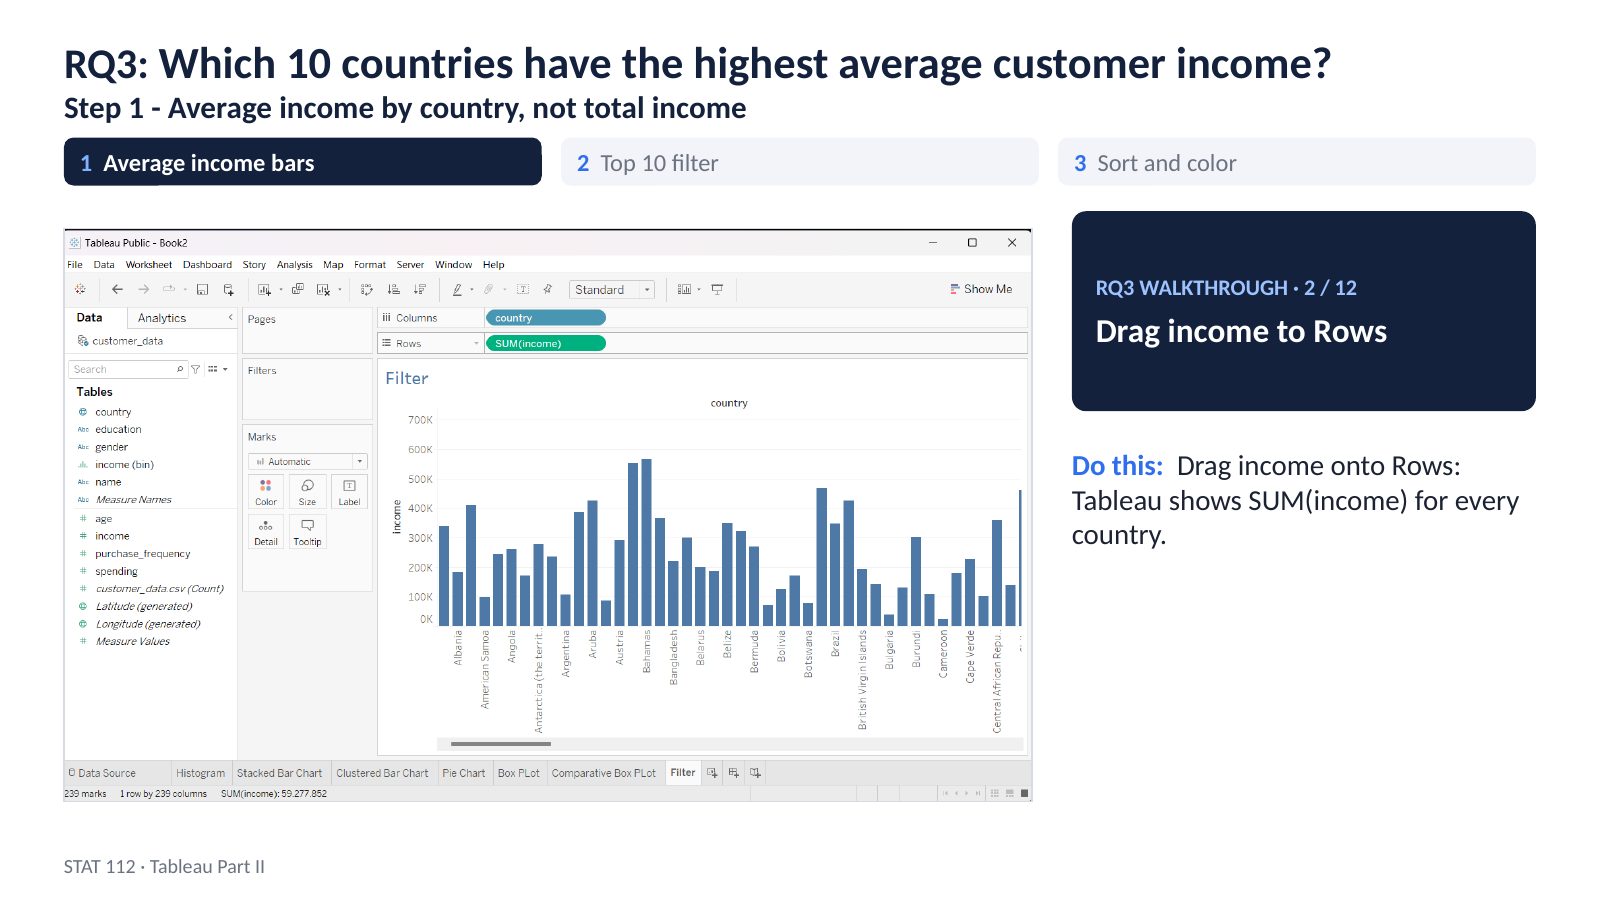 RQ3: Which 10 countries have the highest average customer income?
Step 1 - Average income by country, not total income
1 Average income bars
2 Top 10 filter
3 Sort and color
Tableau Public - Book2
File Data Worksheet Dashboard Story Analysis Map Format Server Window Help
Standard
Show Me
Data
Analytics
customer_data
Search
Tables
country
Abc education
Abc gender
income (bin)
Abc name
Abc Measure Names
# age
# income
# purchase_frequency
# spending
# customer_data.csv (Count)
Latitude (generated)
Longitude (generated)
# Measure Values
Pages
Filters
Marks
Automatic
Color
Size
Label
Detail
Tooltip
Columns
country
Rows
SUM(income)
Filter
country
income
700K
600K
500K
400K
300K
200K
100K
0K
Albania
American Samoa
Angola
Antarctica (the territ..
Argentina
Aruba
Austria
Bahamas
Bangladesh
Belarus
Belize
Bermuda
Bolivia
Botswana
Brazil
British Virgin Islands
Bulgaria
Burundi
Cameroon
Cape Verde
Central African Repu..
Data Source
Histogram
Stacked Bar Chart
Clustered Bar Chart
Pie Chart
Box PLot
Comparative Box PLot
Filter
239 marks
1 row by 239 columns
SUM(income): 59.277.852
RQ3 WALKTHROUGH · 2 / 12
Drag income to Rows
Do this: Drag income onto Rows:
Tableau shows SUM(income) for every
country.
STAT 112 · Tableau Part II